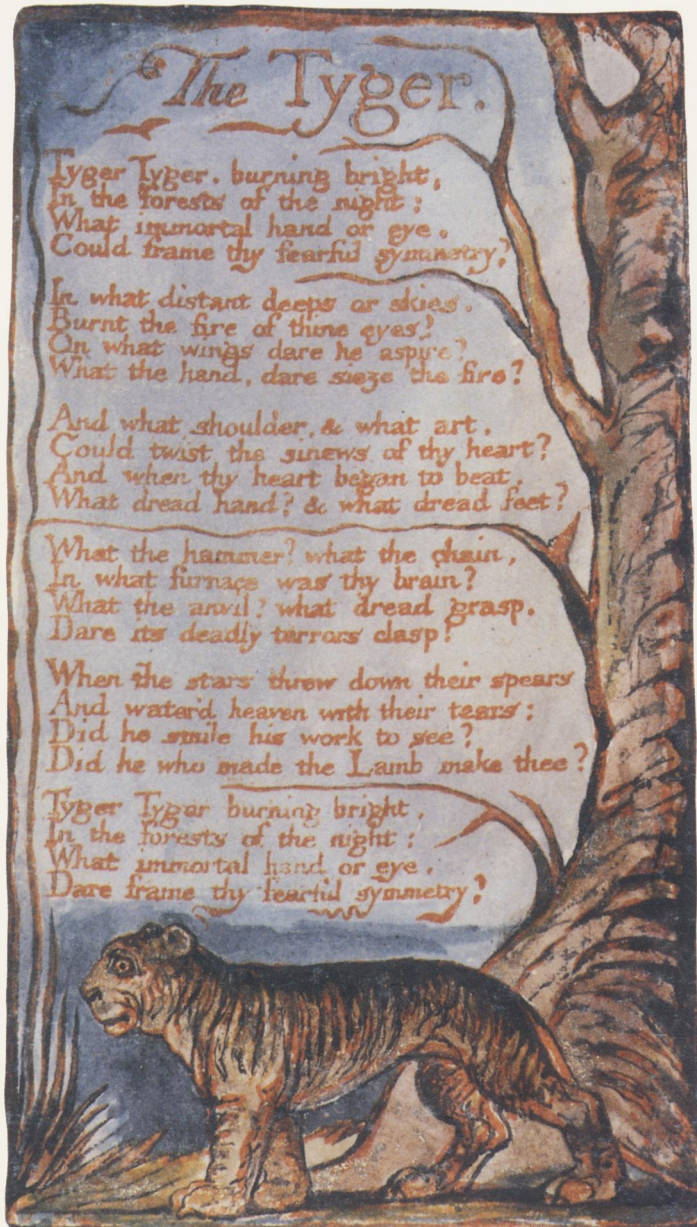 The Tyger.
Tyger Tyger. burning bright,
In the forests of the night;
What immortal hand or eye.
Could frame thy fearful symmetry?
In what distant deeps or skies.
Burnt the fire of thine eyes?
On what wings dare he aspire?
What the hand, dare sieze the fire?
And what shoulder, & what art,
Could twist the sinews of thy heart?
And when thy heart began to beat,
What dread hand? & what dread feet?
What the hammer? what the chain,
In what furnace was thy brain?
What the anvil? what dread grasp.
Dare its deadly terrors clasp!
When the stars threw down their spears
And water'd heaven with their tears:
Did he smile his work to see?
Did he who made the Lamb make thee?
Tyger Tyger burning bright,
In the forests of the night:
What immortal hand or eye,
Dare frame thy fearful symmetry?